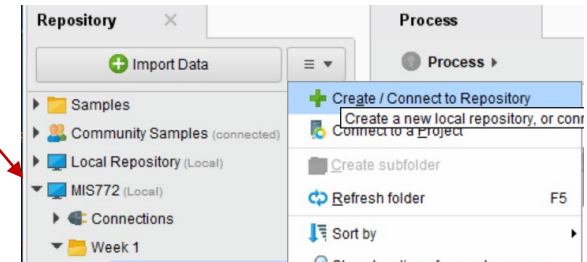 Repository
Process
Import Data
Process
Samples
Community Samples (connected)
Local Repository (Local)
MIS772 (Local)
Connections
Week 1
Create / Connect to Repository
Create a new local repository, or conn
Connect to a Project
Create subfolder
Refresh folder F5
Sort by